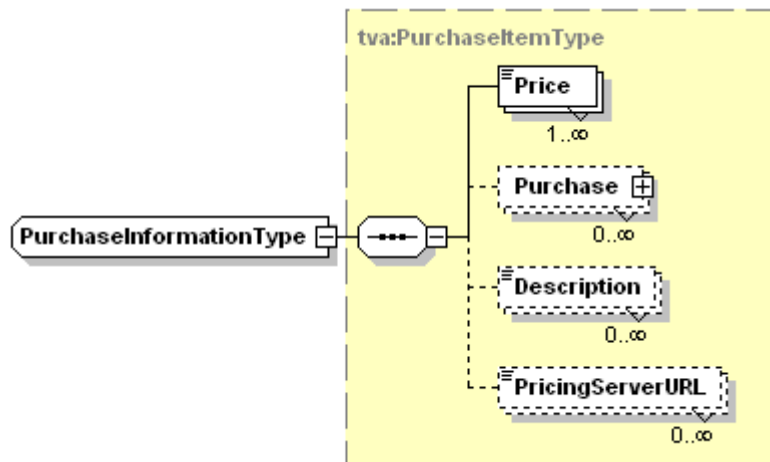 tva:PurchaseItemType
Price
1..∞
Purchase
0..∞
PurchaseInformationType
Description
0..∞
PricingServerURL
0..∞